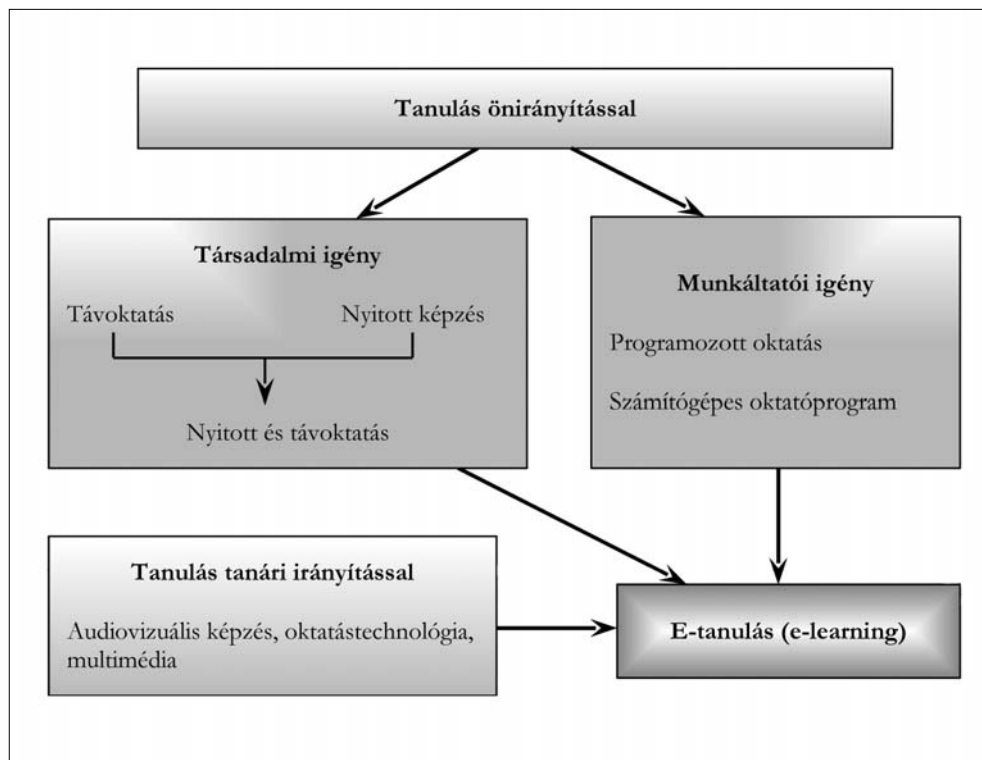 Tanulás önirányítással
Társadalmi igény
Távoktatás
Nyitott képzés
Nyitott és távoktatás
Munkáltatói igény
Programozott oktatás
Számítógépes oktatóprogram
Tanulás tanári irányítással
Audiovizuális képzés, oktatástechnológia,
multimédia
E-tanulás (e-learning)